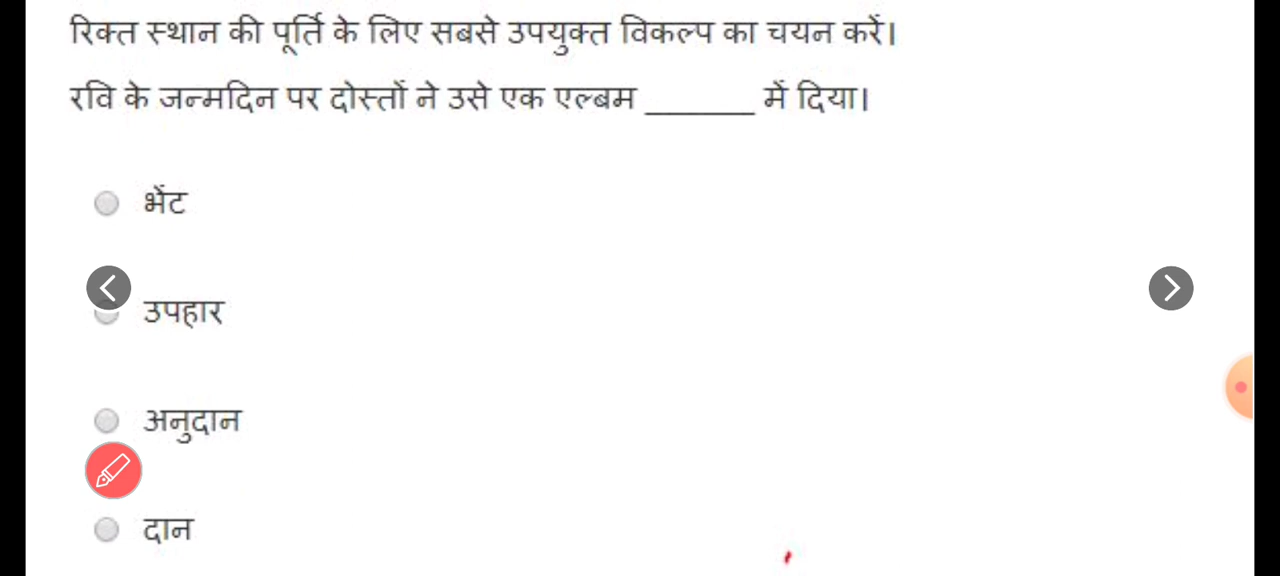 रिक्त स्थान की पूर्ति के लिए सबसे उपयुक्त विकल्प का चयन करें।
रवि के जन्मदिन पर दोस्तों ने उसे एक एल्बम _______ में दिया।
भेंट
उपहार
अनुदान
दान